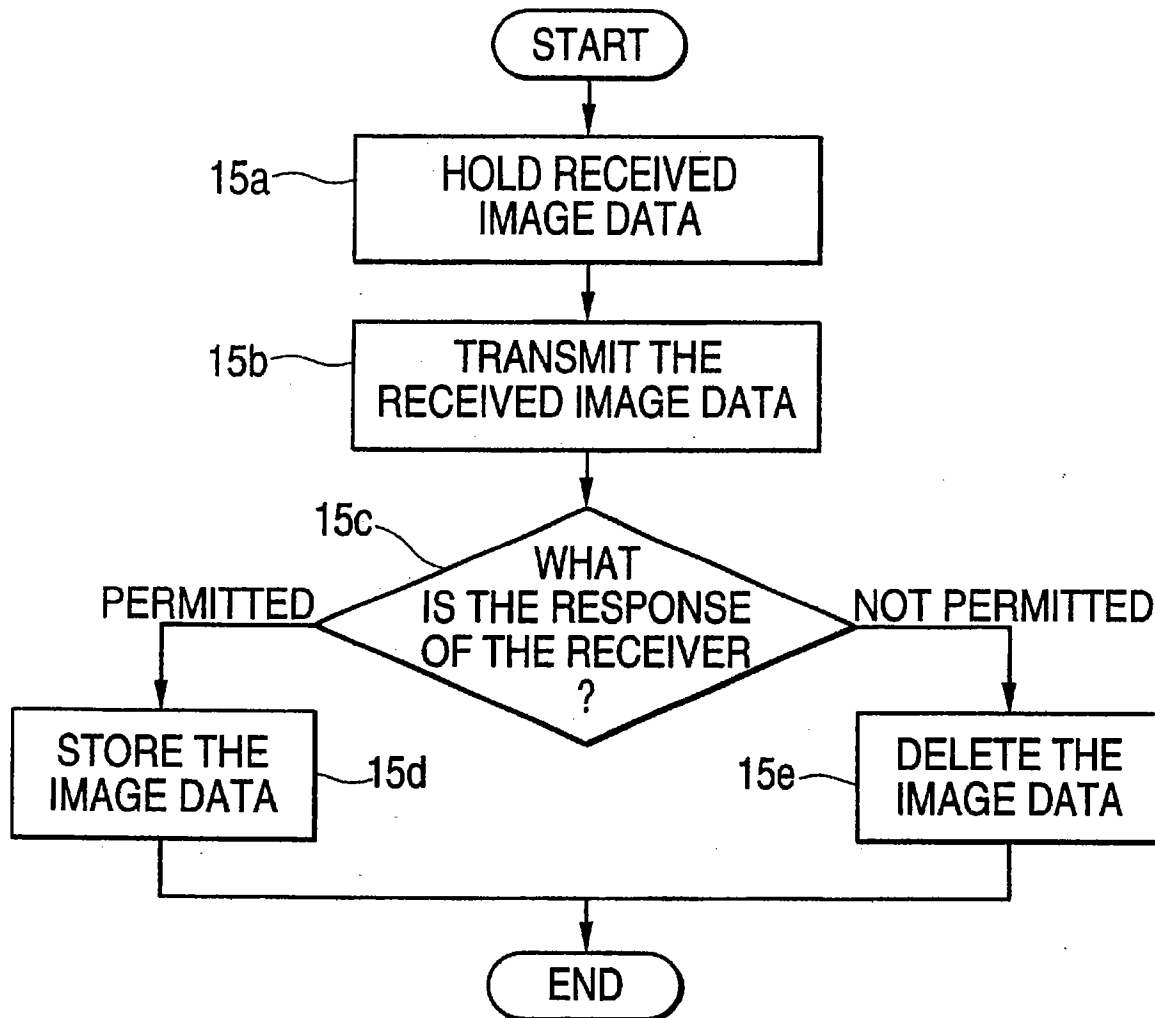 START
15a
HOLD RECEIVED
IMAGE DATA
15b
TRANSMIT THE
RECEIVED IMAGE DATA
15c
WHAT
IS THE RESPONSE
OF THE RECEIVER
?
PERMITTED
NOT PERMITTED
STORE THE
IMAGE DATA
15d
15e
DELETE THE
IMAGE DATA
END